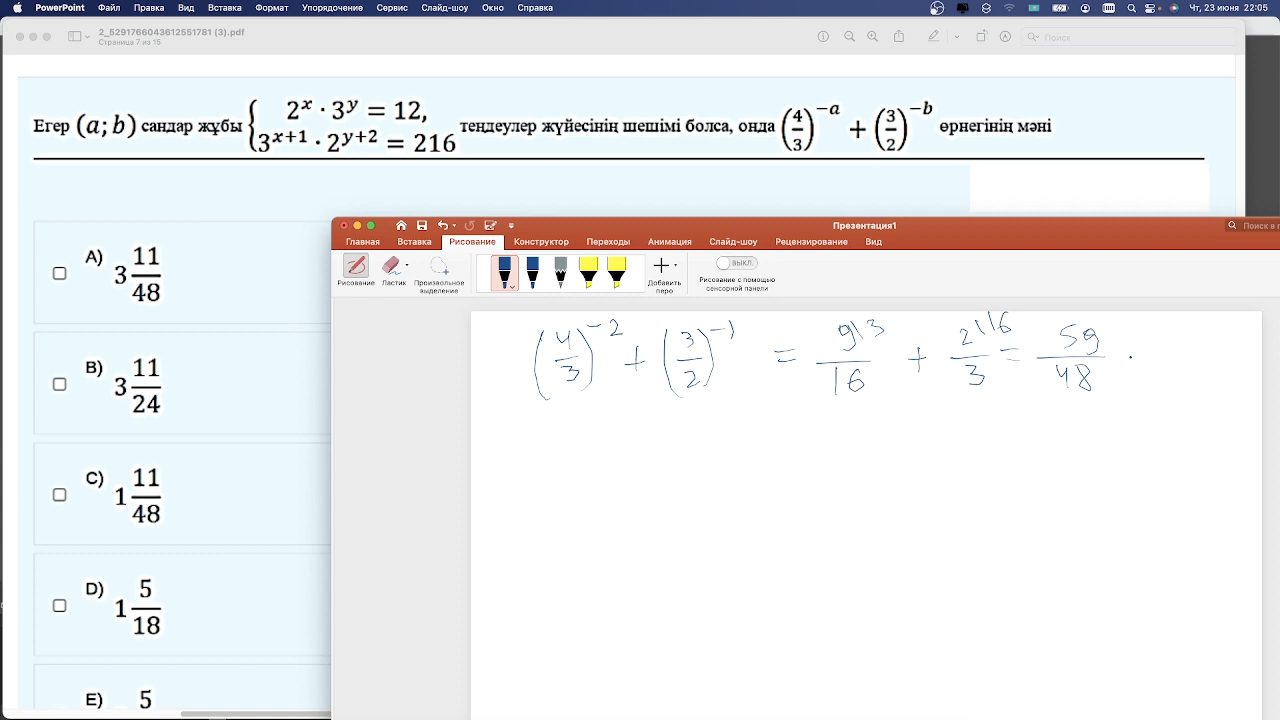 PowerPoint Файл Правка Вид Вставка Формат Упорядочение Сервис Слайд-шоу Окно Справка Чт, 23 июня 22:05
2_5291766043612551781 (3).pdf
Страница 7 из 15
Поиск
Егер (a; b) сандар жұбы { 2^x · 3^y = 12, 3^{x+1} · 2^{y+2} = 216 теңдеулер жүйесінің шешімі болса, онда (4/3)^{-a} + (3/2)^{-b} өрнегінің мәні
Презентация1
Поиск в п
Главная Вставка Рисование Конструктор Переходы Анимация Слайд-шоу Рецензирование Вид
ВЫКЛ.
Рисование Ластик Произвольное выделение Добавить перо Рисование с помощью сенсорной панели
(4/3)^{-2} + (3/2)^{-1} = 9\3/16 + 2\16/3 = 59/48 .
A) 3 11/48
B) 3 11/24
C) 1 11/48
D) 1 5/18
E) 5